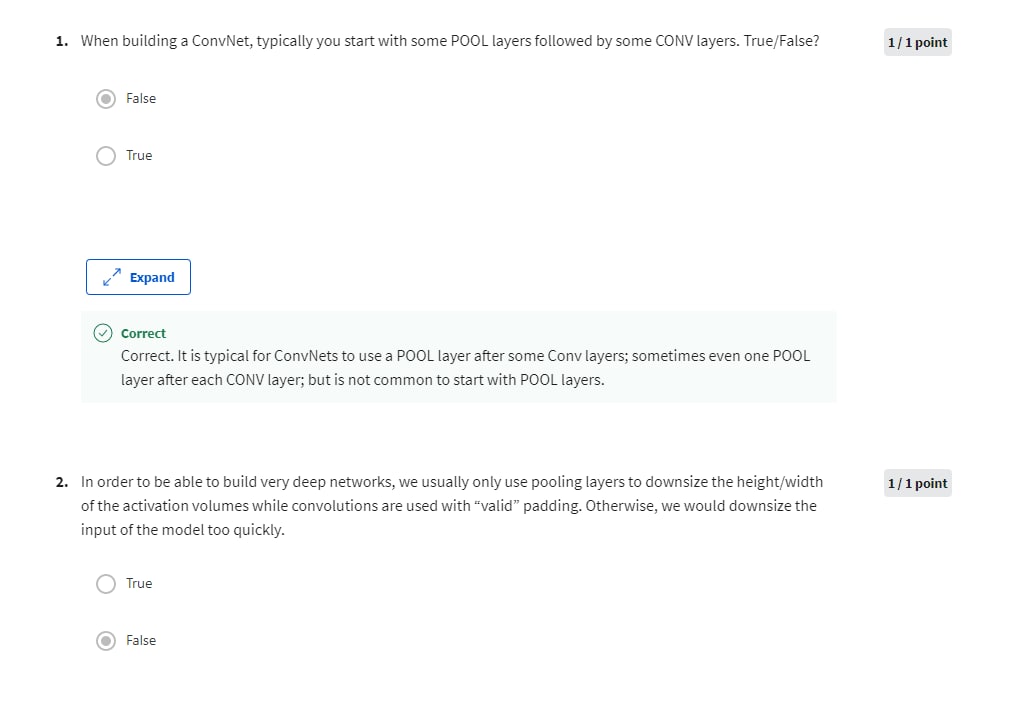 1. When building a ConvNet, typically you start with some POOL layers followed by some CONV layers. True/False?
1 / 1 point
False
True
Expand
Correct
Correct. It is typical for ConvNets to use a POOL layer after some Conv layers; sometimes even one POOL
layer after each CONV layer; but is not common to start with POOL layers.
2. In order to be able to build very deep networks, we usually only use pooling layers to downsize the height/width
1 / 1 point
of the activation volumes while convolutions are used with “valid” padding. Otherwise, we would downsize the
input of the model too quickly.
True
False